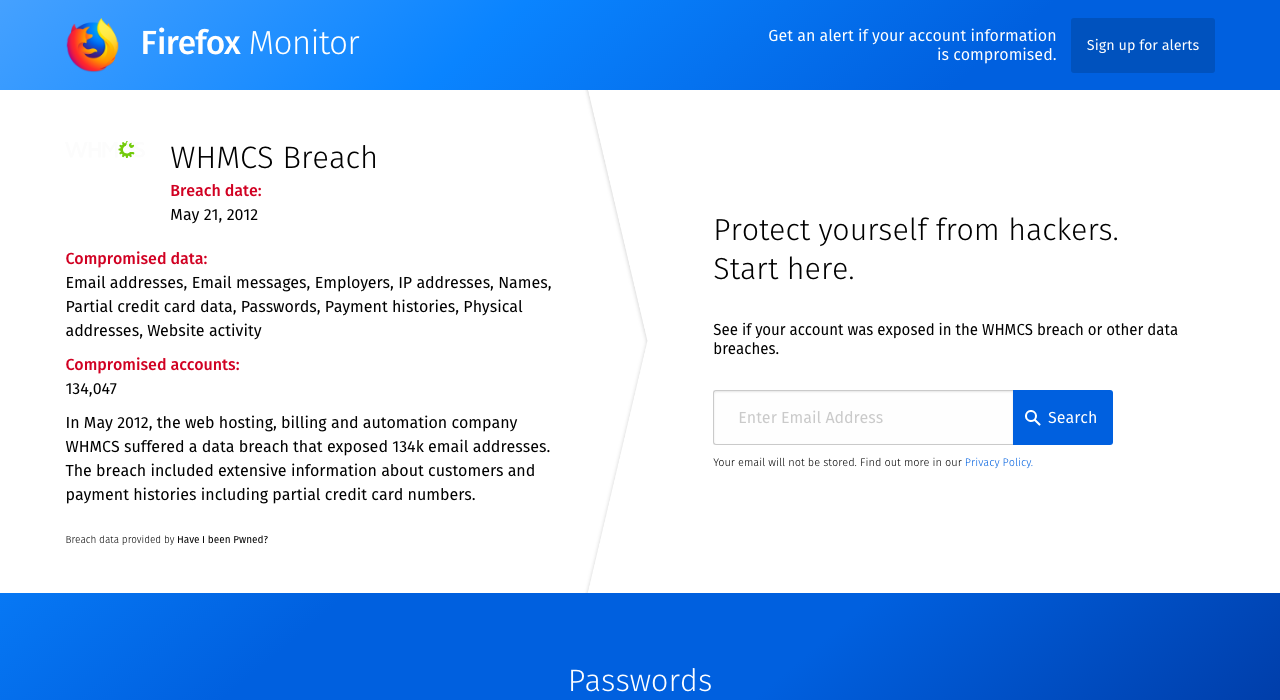 Firefox Monitor
Get an alert if your account information
is compromised.
Sign up for alerts
WHMCS Breach
Breach date:
May 21, 2012
Compromised data:
Email addresses, Email messages, Employers, IP addresses, Names,
Partial credit card data, Passwords, Payment histories, Physical
addresses, Website activity
Compromised accounts:
134,047
In May 2012, the web hosting, billing and automation company
WHMCS suffered a data breach that exposed 134k email addresses.
The breach included extensive information about customers and
payment histories including partial credit card numbers.
Breach data provided by Have I been Pwned?
Protect yourself from hackers.
Start here.
See if your account was exposed in the WHMCS breach or other data
breaches.
Enter Email Address
Search
Your email will not be stored. Find out more in our Privacy Policy.
Passwords